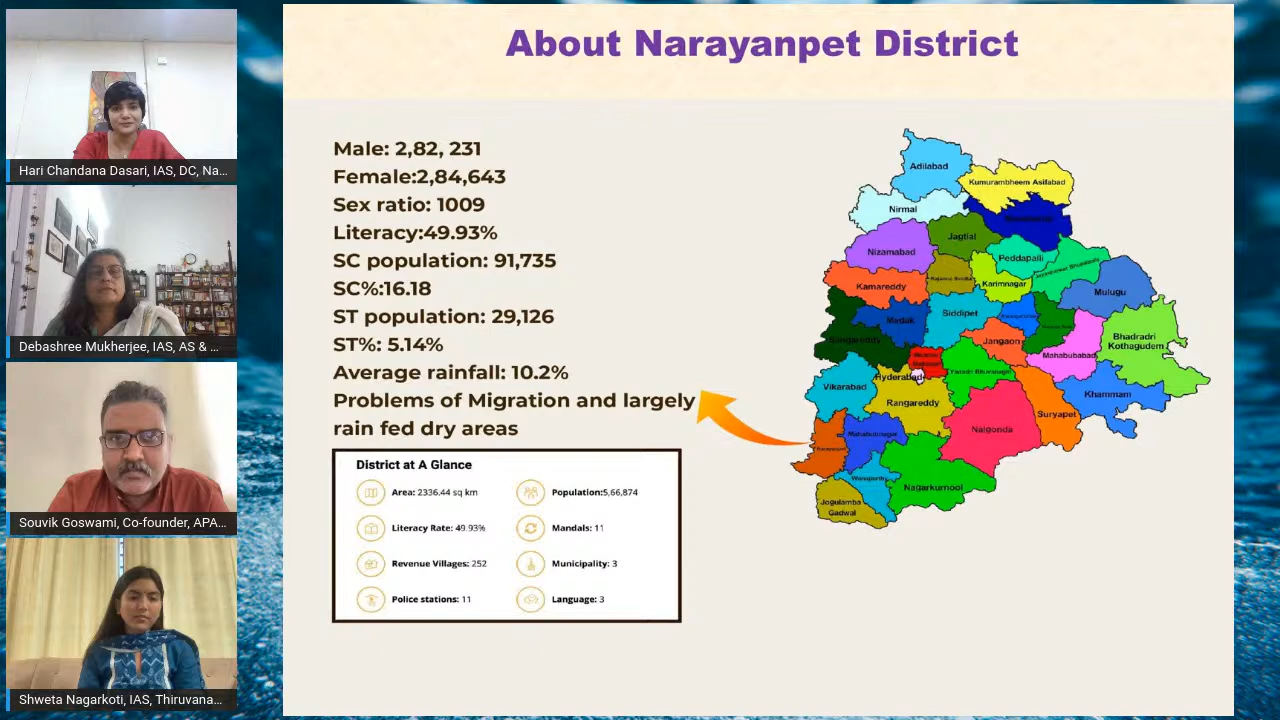 About Narayanpet District
Male: 2,82, 231
Female:2,84,643
Sex ratio: 1009
Literacy:49.93%
SC population: 91,735
SC%:16.18
ST population: 29,126
ST%: 5.14%
Average rainfall: 10.2%
Problems of Migration and largely
rain fed dry areas
District at A Glance
Area: 2336.44 sq km
Population:5,66,874
Literacy Rate: 49.93%
Mandals: 11
Revenue Villages: 252
Municipality: 3
Police stations: 11
Language: 3
Adilabad
Kumurambheem Asifabad
Nirmal
Jagtial
Nizamabad
Peddapalli
Karimnagar
Kamareddy
Mulugu
Siddipet
Medak
Sangareddy
Jangaon
Mahabubabad
Bhadradri
Kothagudem
Hyderabad
Vikarabad
Rangareddy
Khammam
Suryapet
Nalgonda
Mahabubnagar
Wanaparthy
Nagarkurnool
Jogulamba
Gadwal
Hari Chandana Dasari, IAS, DC, Na...
Debashree Mukherjee, IAS, AS & ...
Souvik Goswami, Co-founder, APA...
Shweta Nagarkoti, IAS, Thiruvana...